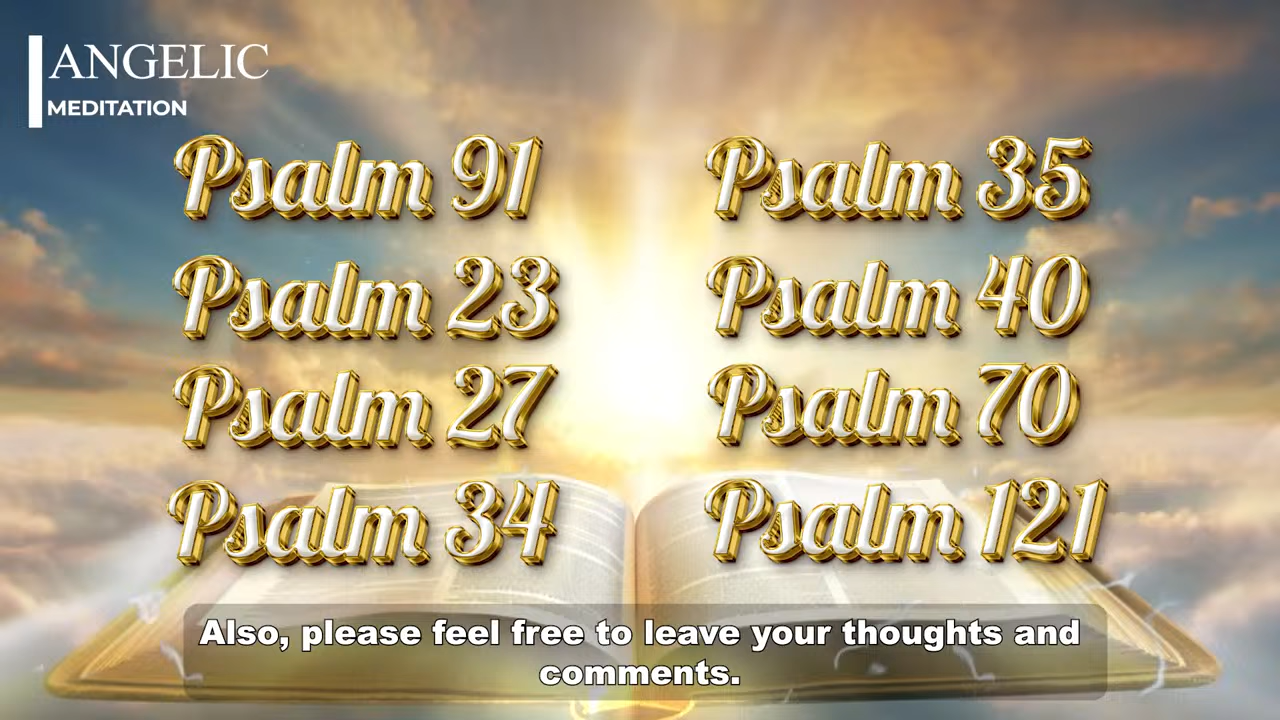 ANGELIC
MEDITATION
Psalm 91
Psalm 23
Psalm 27
Psalm 34
Psalm 35
Psalm 40
Psalm 70
Psalm 121
Also, please feel free to leave your thoughts and
comments.